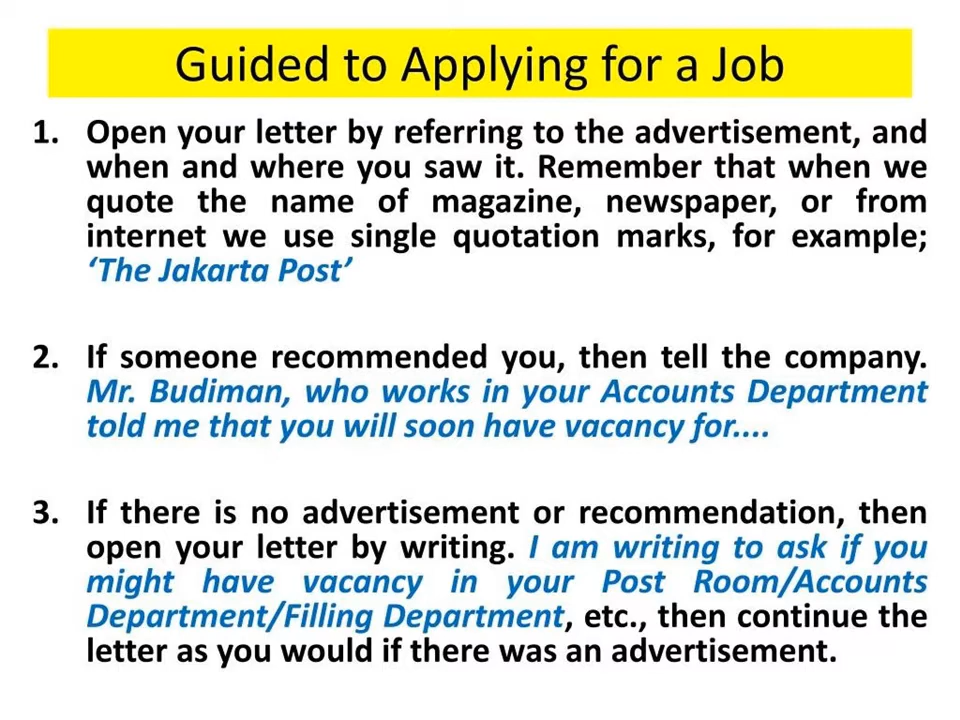 Guided to Applying for a Job
1. Open your letter by referring to the advertisement, and
when and where you saw it. Remember that when we
quote the name of magazine, newspaper, or from
internet we use single quotation marks, for example;
‘The Jakarta Post’
2. If someone recommended you, then tell the company.
Mr. Budiman, who works in your Accounts Department
told me that you will soon have vacancy for....
3. If there is no advertisement or recommendation, then
open your letter by writing. I am writing to ask if you
might have vacancy in your Post Room/Accounts
Department/Filling Department, etc., then continue the
letter as you would if there was an advertisement.